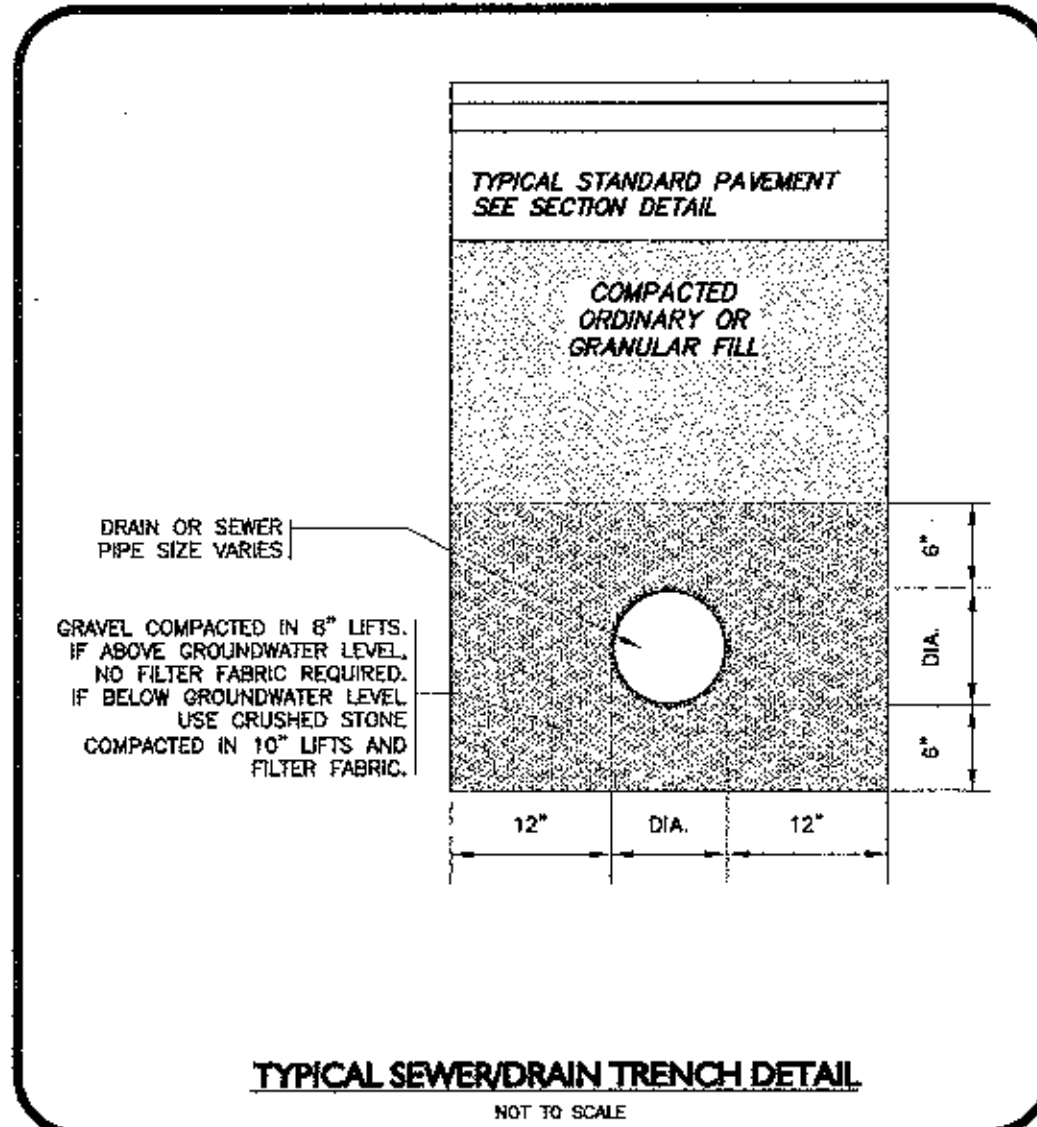 TYPICAL STANDARD PAVEMENT
SEE SECTION DETAIL
COMPACTED
ORDINARY OR
GRANULAR FILL
DRAIN OR SEWER
PIPE SIZE VARIES
GRAVEL COMPACTED IN 8" LIFTS.
IF ABOVE GROUNDWATER LEVEL,
NO FILTER FABRIC REQUIRED.
IF BELOW GROUNDWATER LEVEL
USE CRUSHED STONE
COMPACTED IN 10" LIFTS AND
FILTER FABRIC.
6"
DIA.
6"
12"
DIA.
12"
TYPICAL SEWER/DRAIN TRENCH DETAIL
NOT TO SCALE